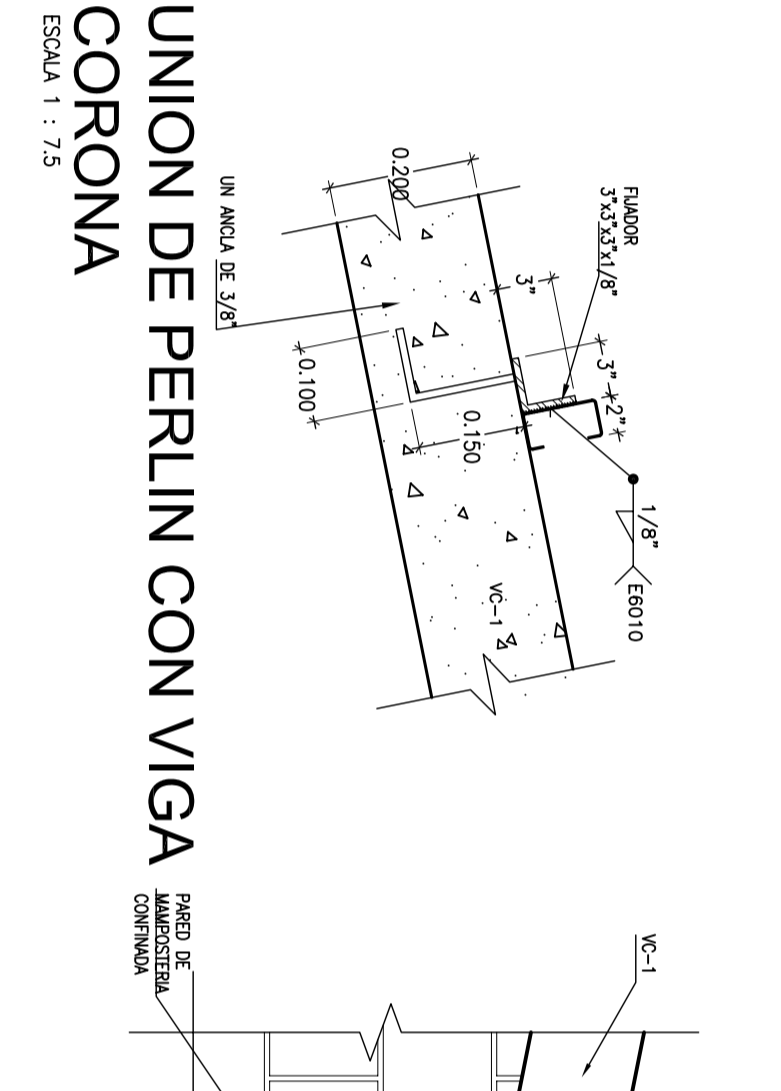 FIJADOR
3"x3"x3"x1/8"
0.200
3"
3"
2"
1/8"
E6010
UN ANCLA DE 3/8"
0.100
0.150
VC-1
UNION DE PERLIN CON VIGA
CORONA
ESCALA 1 : 7.5
VC-1
PARED DE
MAMPOSTERIA
CONFINADA